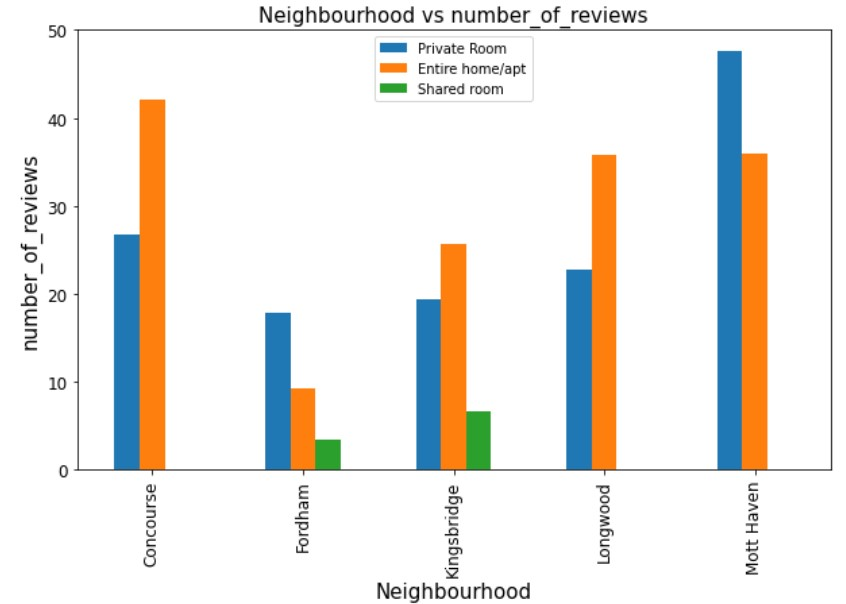 Neighbourhood vs number_of_reviews
Private Room
Entire home/apt
Shared room
number_of_reviews
50
40
30
20
10
0
Concourse
Fordham
Kingsbridge
Longwood
Mott Haven
Neighbourhood